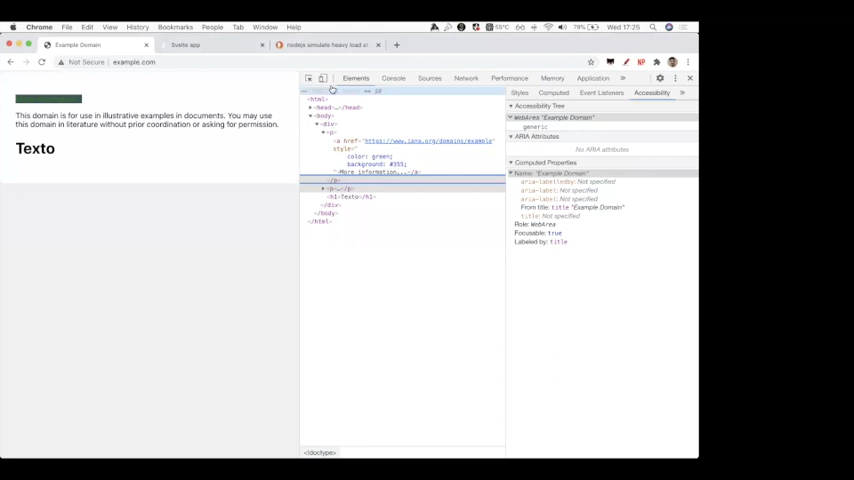 Chrome File Edit View History Bookmarks People Tab Window Help 55°C 79% Wed 17:25
Example Domain
Svelte app
nodejs simulate heavy load at
Not Secure | example.com
NP
Elements Console Sources Network Performance Memory Application »
This domain is for use in illustrative examples in documents. You may use
this domain in literature without prior coordination or asking for permission.
Texto
== $0
<html>
<head>…</head>
<body>
<div>
<p>
<a href="https://www.iana.org/domains/example"
style="
color: green;
background: #355;
">More information...</a>
</p>
<p>…</p>
<h1>Texto</h1>
</div>
</body>
</html>
<!doctype>
Styles Computed Event Listeners Accessibility »
Accessibility Tree
WebArea "Example Domain"
generic
ARIA Attributes
No ARIA attributes
Computed Properties
Name: "Example Domain"
aria-labelledby: Not specified
aria-label: Not specified
aria-label: Not specified
From title: title "Example Domain"
title: Not specified
Role: WebArea
Focusable: true
Labeled by: title